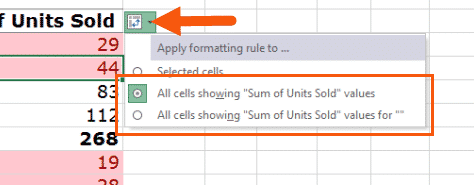 f Units Sold
29
Apply formatting rule to ...
44
Selected cells
83
All cells showing "Sum of Units Sold" values
112
All cells showing "Sum of Units Sold" values for ""
268
19
28